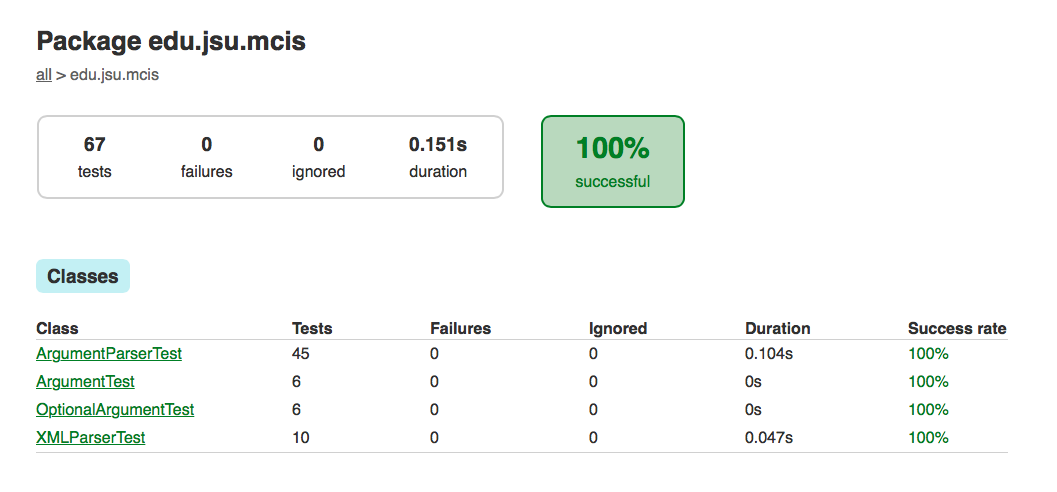 Package edu.jsu.mcis
all > edu.jsu.mcis
67 0 0 0.151s
tests failures ignored duration
100%
successful
Classes
Class Tests Failures Ignored Duration Success rate
ArgumentParserTest 45 0 0 0.104s 100%
ArgumentTest 6 0 0 0s 100%
OptionalArgumentTest 6 0 0 0s 100%
XMLParserTest 10 0 0 0.047s 100%